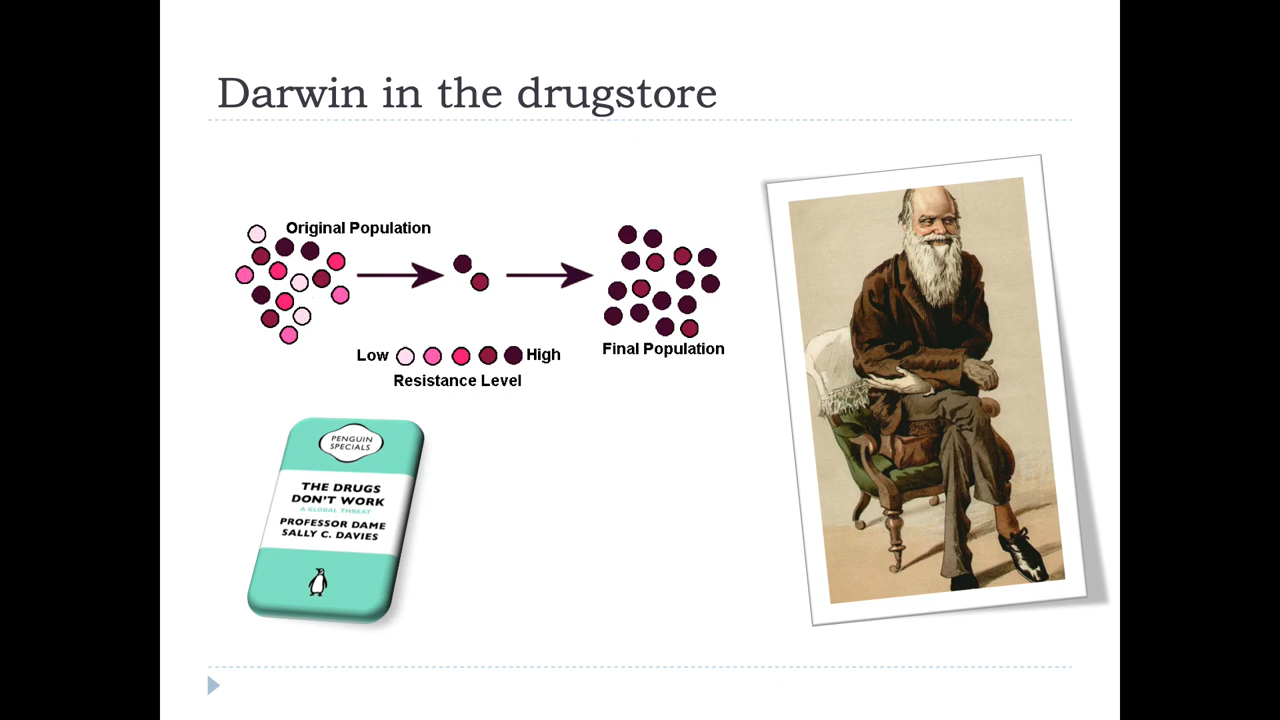 Darwin in the drugstore
Original Population
Low
High
Resistance Level
Final Population
PENGUIN
SPECIALS
THE DRUGS
DON'T WORK
A GLOBAL THREAT
PROFESSOR DAME
SALLY C. DAVIES